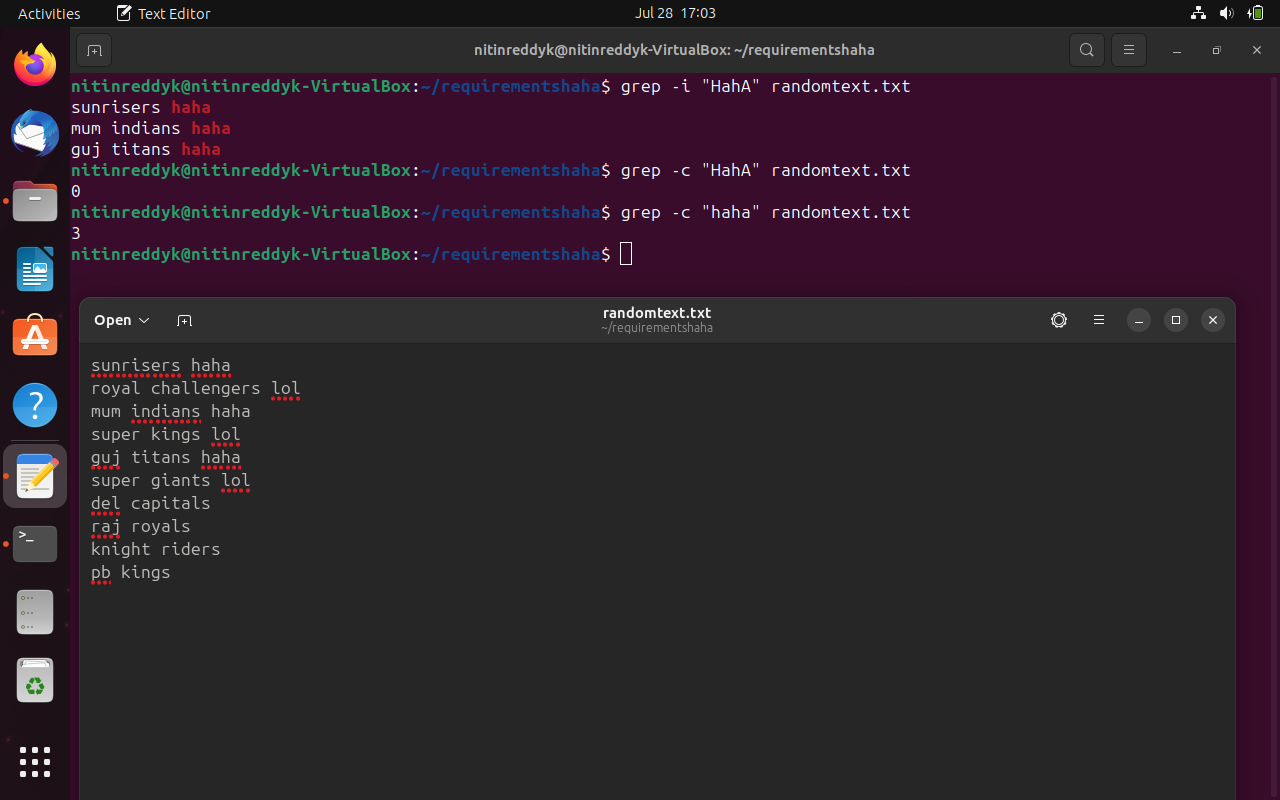 Activities Text Editor Jul 28 17:03
nitinreddyk@nitinreddyk-VirtualBox: ~/requirementshaha
nitinreddyk@nitinreddyk-VirtualBox:~/requirementshaha$ grep -i "HahA" randomtext.txt
sunrisers haha
mum indians haha
guj titans haha
nitinreddyk@nitinreddyk-VirtualBox:~/requirementshaha$ grep -c "HahA" randomtext.txt
0
nitinreddyk@nitinreddyk-VirtualBox:~/requirementshaha$ grep -c "haha" randomtext.txt
3
nitinreddyk@nitinreddyk-VirtualBox:~/requirementshaha$
Open randomtext.txt
~/requirementshaha
sunrisers haha
royal challengers lol
mum indians haha
super kings lol
guj titans haha
super giants lol
del capitals
raj royals
knight riders
pb kings